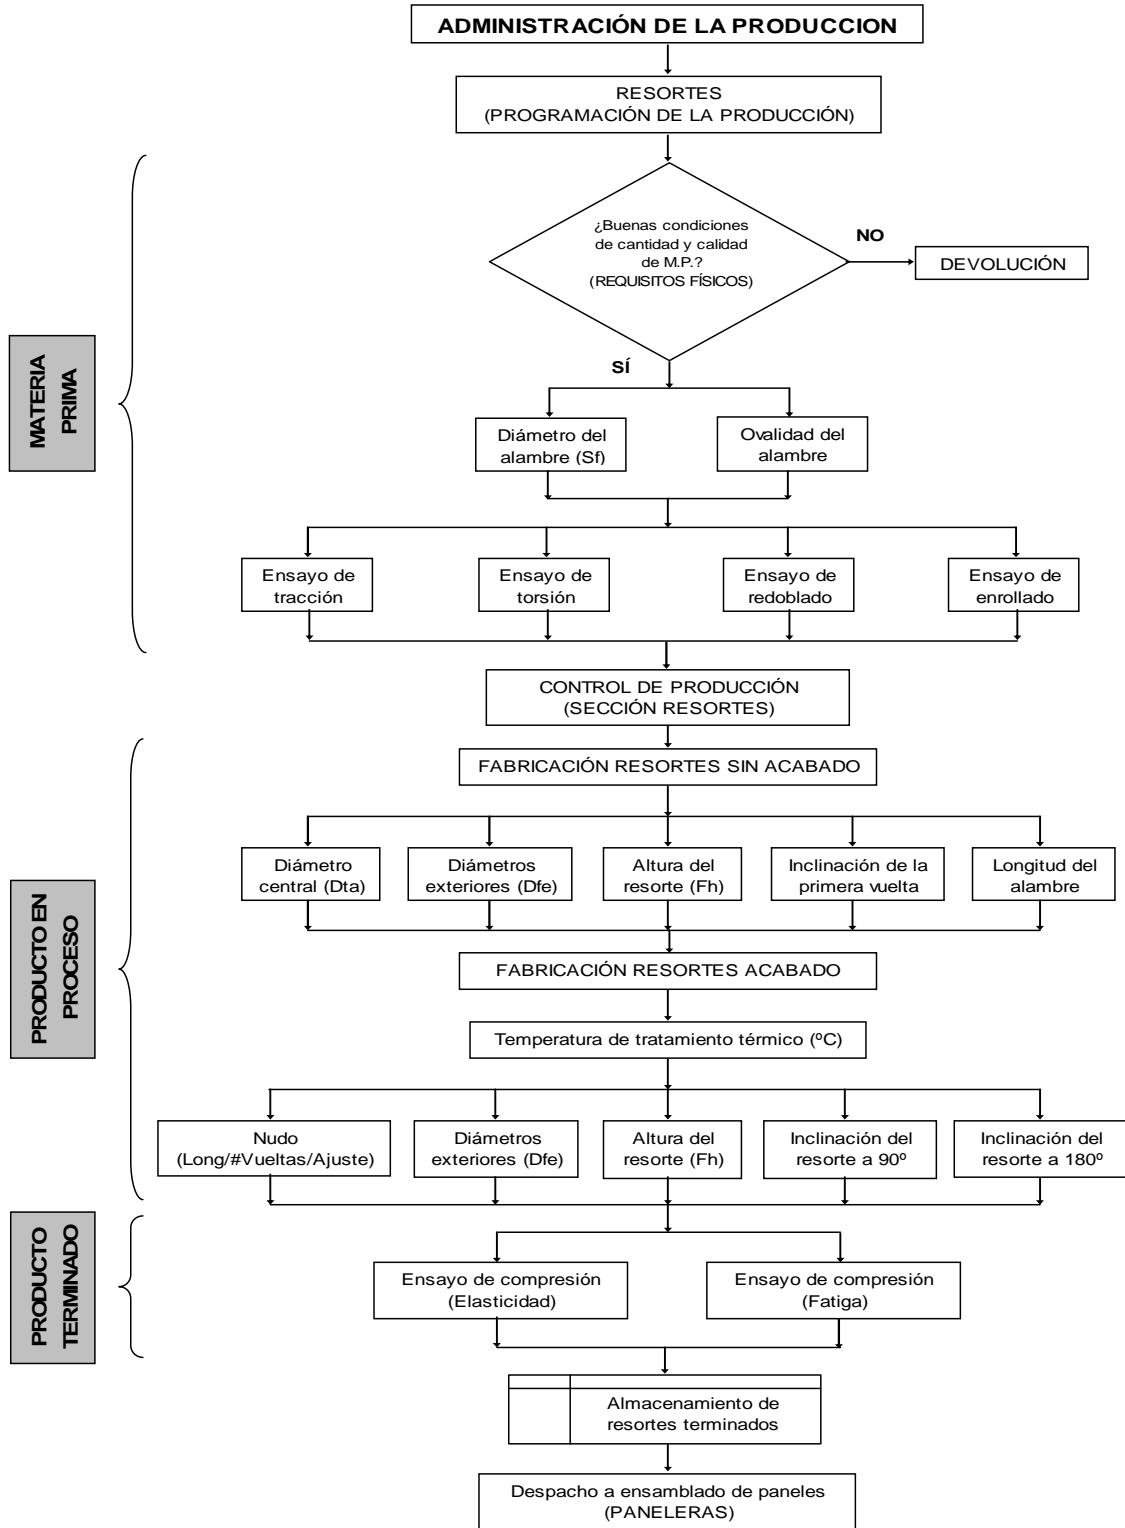 ADMINISTRACIÓN DE LA PRODUCCION
RESORTES
(PROGRAMACIÓN DE LA PRODUCCIÓN)
¿Buenas condiciones
de cantidad y calidad
de M.P.?
(REQUISITOS FÍSICOS)
NO
DEVOLUCIÓN
SÍ
MATERIA
PRIMA
Diámetro del
alambre (Sf)
Ovalidad del
alambre
Ensayo de
tracción
Ensayo de
torsión
Ensayo de
redoblado
Ensayo de
enrollado
CONTROL DE PRODUCCIÓN
(SECCIÓN RESORTES)
FABRICACIÓN RESORTES SIN ACABADO
PRODUCTO EN
PROCESO
Diámetro
central (Dta)
Diámetros
exteriores (Dfe)
Altura del
resorte (Fh)
Inclinación de la
primera vuelta
Longitud del
alambre
FABRICACIÓN RESORTES ACABADO
Temperatura de tratamiento térmico (ºC)
Nudo
(Long/#Vueltas/Ajuste)
Diámetros
exteriores (Dfe)
Altura del
resorte (Fh)
Inclinación del
resorte a 90º
Inclinación del
resorte a 180º
PRODUCTO
TERMINADO
Ensayo de compresión
(Elasticidad)
Ensayo de compresión
(Fatiga)
Almacenamiento de
resortes terminados
Despacho a ensamblado de paneles
(PANELERAS)